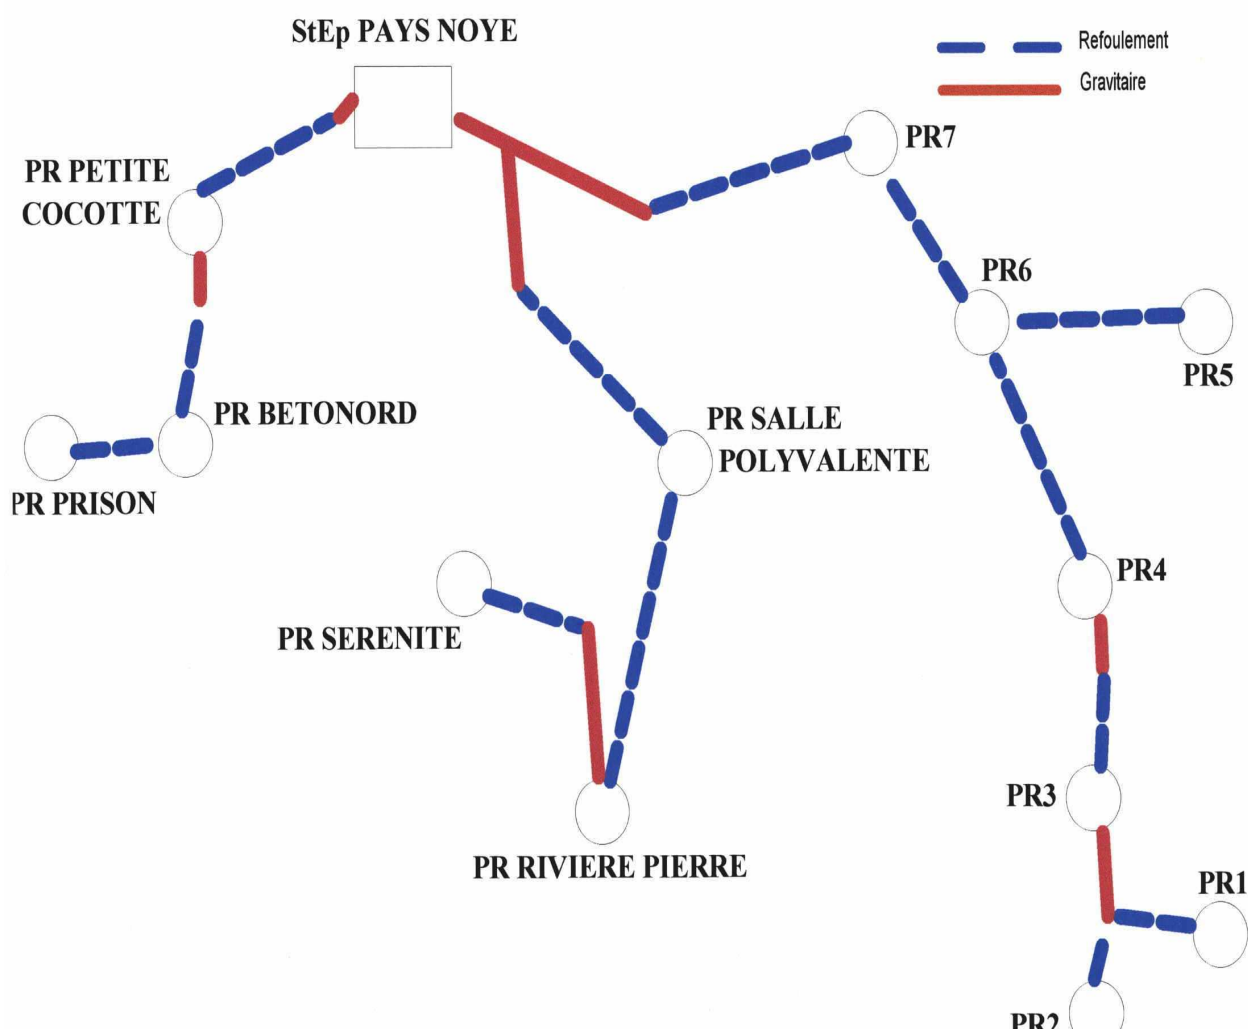 StEp PAYS NOYE
Refoulement
Gravitaire
PR7
PR PETITE
COCOTTE
PR6
PR5
PR BETONORD
PR SALLE
POLYVALENTE
PR PRISON
PR4
PR SERENITE
PR3
PR RIVIERE PIERRE
PR1
PR2